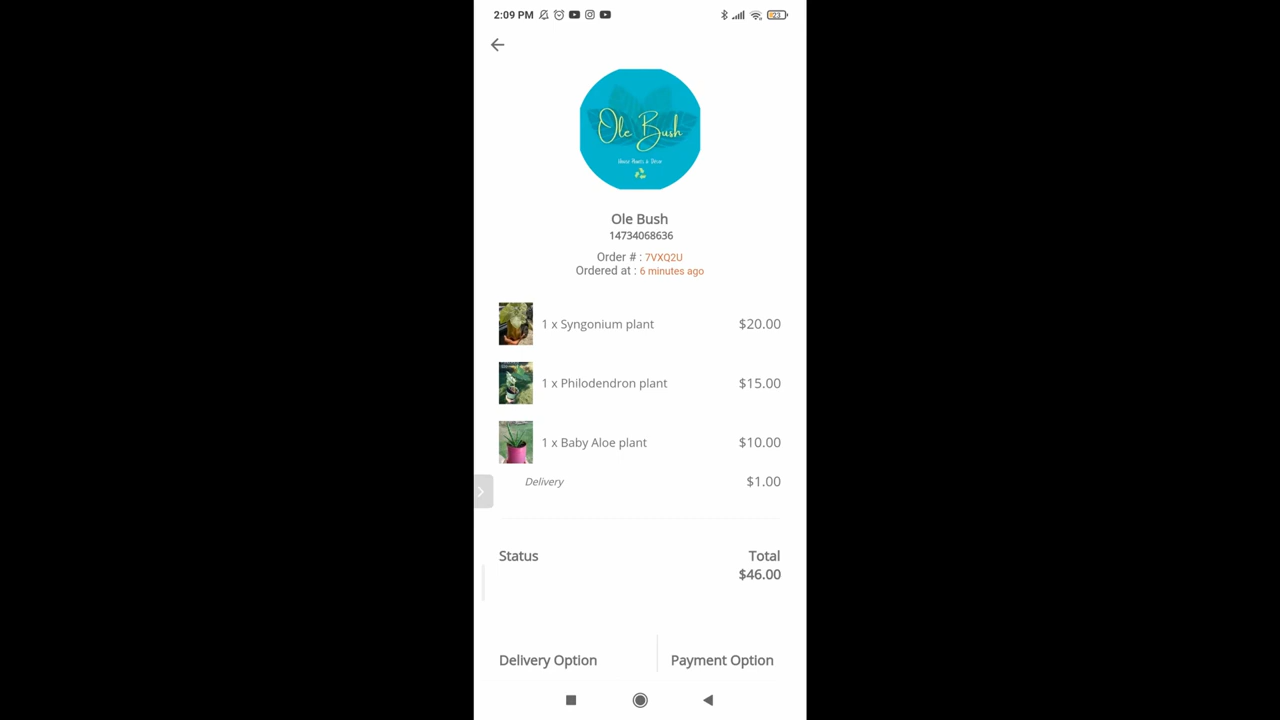 2:09 PM
23
Ole Bush
Ole Bush
14734068636
Order # : 7VXQ2U
Ordered at : 6 minutes ago
1 x Syngonium plant $20.00
1 x Philodendron plant $15.00
1 x Baby Aloe plant $10.00
Delivery $1.00
Status Total
$46.00
Delivery Option Payment Option